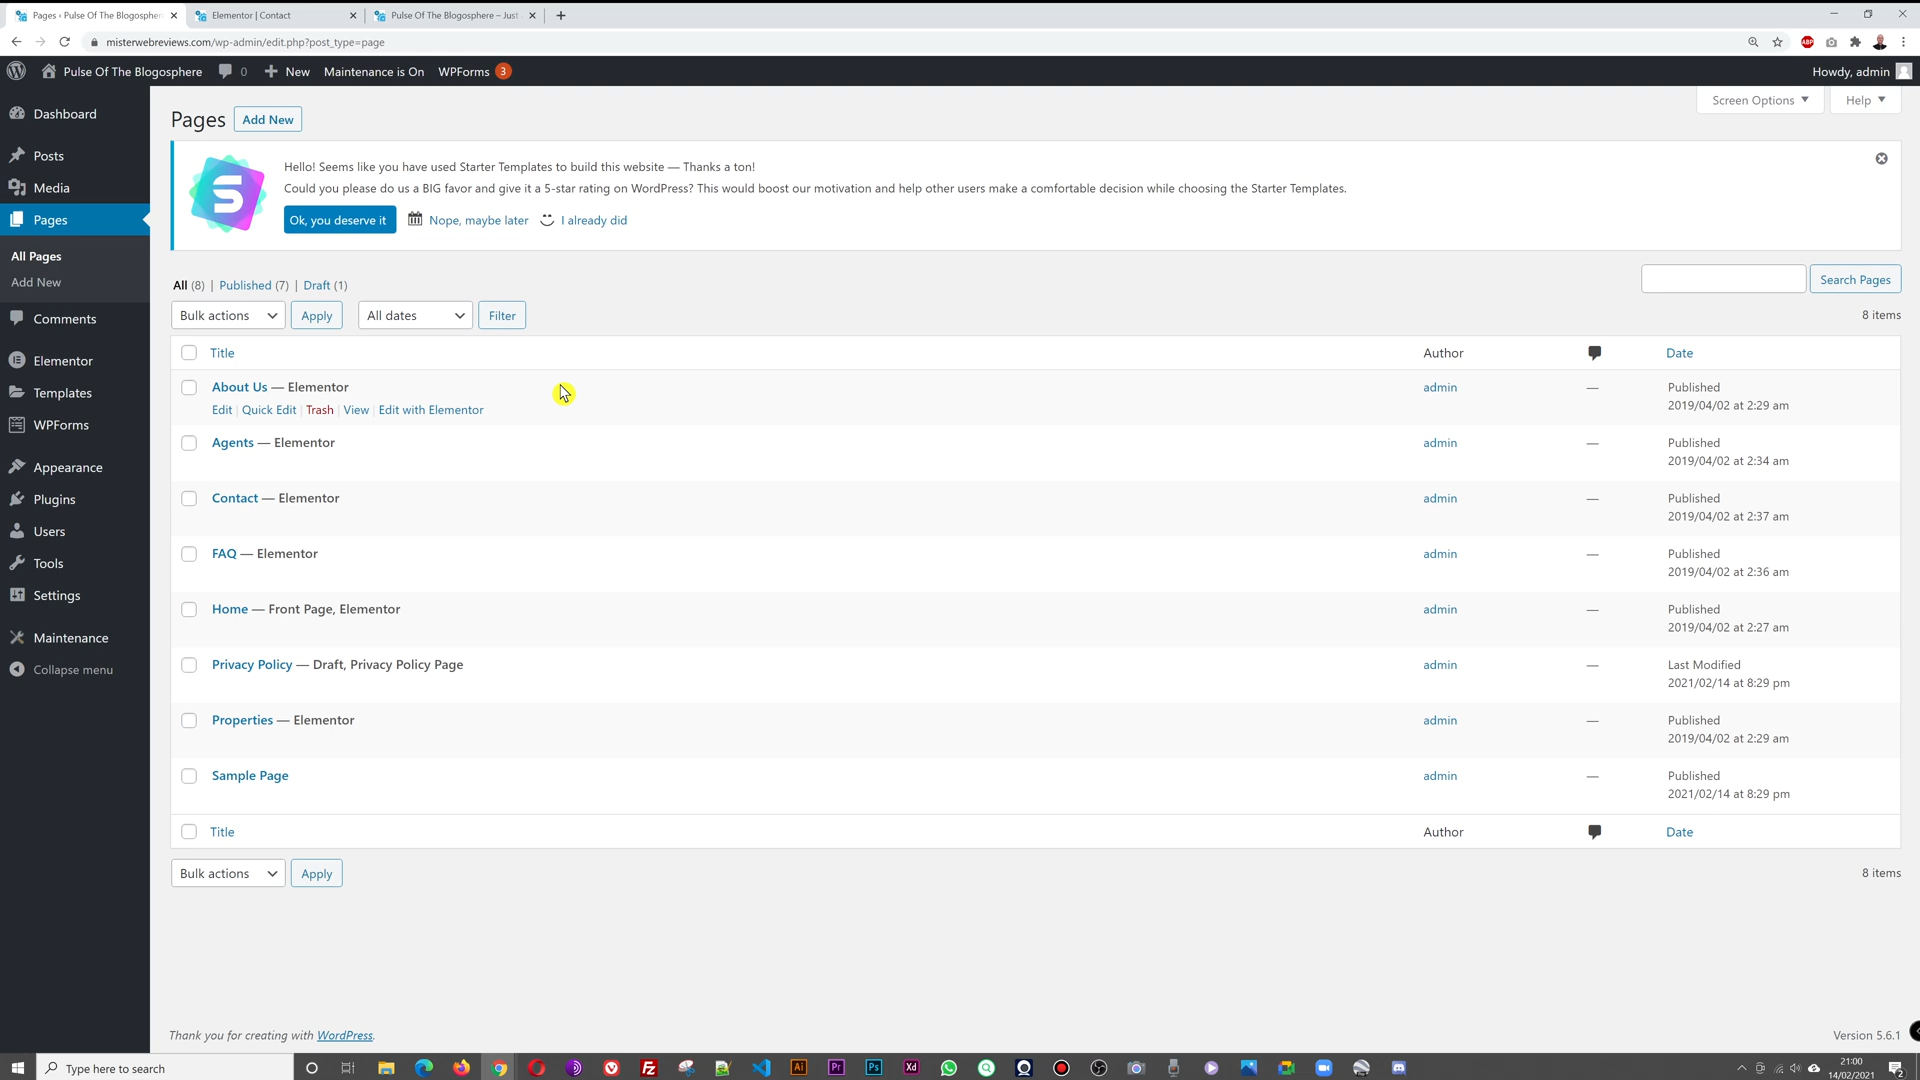 Pages ‹ Pulse Of The Blogosphere
Elementor | Contact
Pulse Of The Blogosphere – Just
misterwebreviews.com/wp-admin/edit.php?post_type=page
Pulse Of The Blogosphere
0
New
Maintenance is On
WPForms
3
Howdy, admin
Dashboard
Posts
Media
Pages
All Pages
Add New
Comments
Elementor
Templates
WPForms
Appearance
Plugins
Users
Tools
Settings
Maintenance
Collapse menu
Screen Options
Help
Pages
Add New
Hello! Seems like you have used Starter Templates to build this website — Thanks a ton!
Could you please do us a BIG favor and give it a 5-star rating on WordPress? This would boost our motivation and help other users make a comfortable decision while choosing the Starter Templates.
Ok, you deserve it
Nope, maybe later
I already did
All (8) | Published (7) | Draft (1)
Search Pages
Bulk actions
Apply
All dates
Filter
8 items
Title
Author
Date
About Us — Elementor
Edit | Quick Edit | Trash | View | Edit with Elementor
admin
—
Published
2019/04/02 at 2:29 am
Agents — Elementor
admin
—
Published
2019/04/02 at 2:34 am
Contact — Elementor
admin
—
Published
2019/04/02 at 2:37 am
FAQ — Elementor
admin
—
Published
2019/04/02 at 2:36 am
Home — Front Page, Elementor
admin
—
Published
2019/04/02 at 2:27 am
Privacy Policy — Draft, Privacy Policy Page
admin
—
Last Modified
2021/02/14 at 8:29 pm
Properties — Elementor
admin
—
Published
2019/04/02 at 2:29 am
Sample Page
admin
—
Published
2021/02/14 at 8:29 pm
Title
Author
Date
Bulk actions
Apply
8 items
Thank you for creating with WordPress.
Version 5.6.1
Type here to search
Ai
Pr
Ps
Xd
21:00
14/02/2021
2